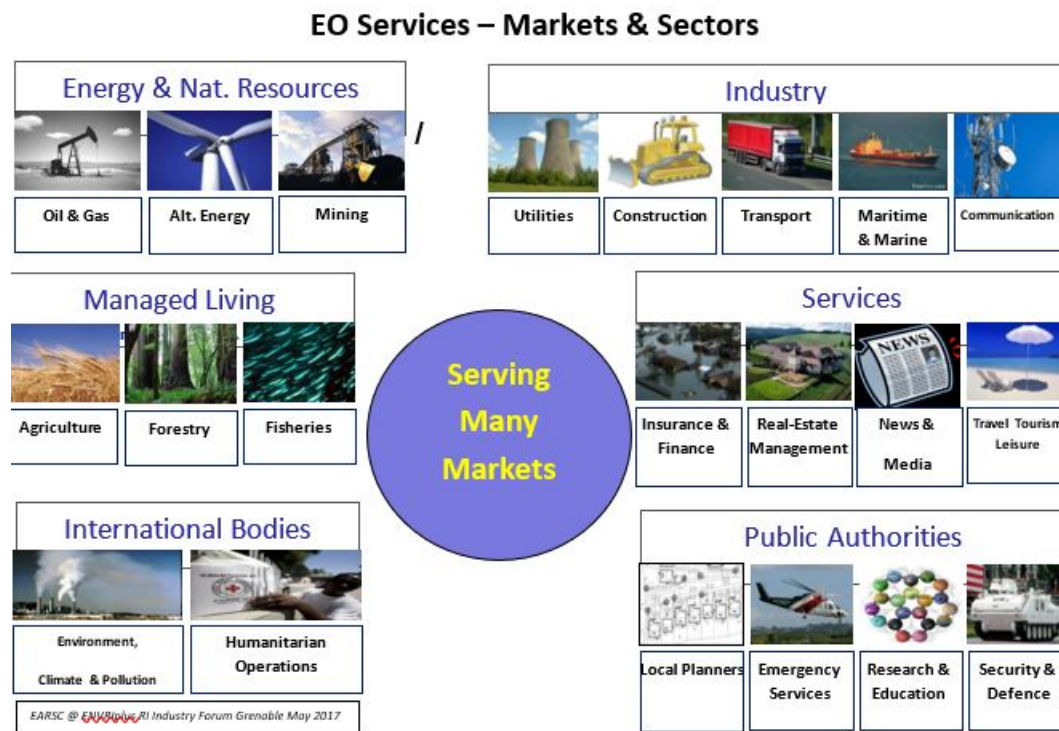 EO Services – Markets & Sectors
Energy & Nat. Resources
/
Oil & Gas
Alt. Energy
Mining
Industry
Utilities
Construction
Transport
Maritime
& Marine
Communication
Managed Living
Agriculture
Forestry
Fisheries
Serving
Many
Markets
Services
NEWS
Insurance &
Finance
Real-Estate
Management
News &
Media
Travel Tourism
Leisure
International Bodies
Environment,
Climate & Pollution
Humanitarian
Operations
Public Authorities
Local Planners
Emergency
Services
Research &
Education
Security &
Defence
EARSC @ ENVRIplus RI Industry Forum Grenoble May 2017